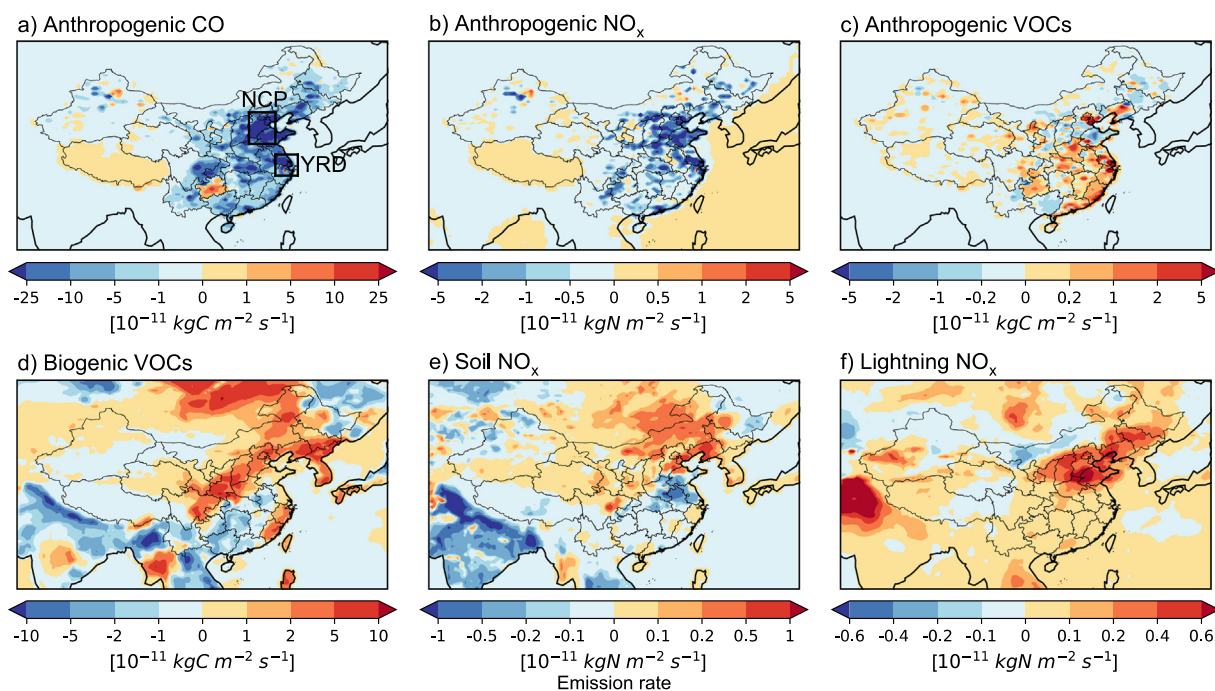 a) Anthropogenic CO
b) Anthropogenic NOx
c) Anthropogenic VOCs
NCP
YRD
-25 -10 -5 -1 0 1 5 10 25
-5 -2 -1 -0.5 0 0.5 1 2 5
-5 -2 -1 -0.2 0 0.2 1 2 5
[10⁻¹¹ kgC m⁻² s⁻¹]
[10⁻¹¹ kgN m⁻² s⁻¹]
[10⁻¹¹ kgC m⁻² s⁻¹]
d) Biogenic VOCs
e) Soil NOx
f) Lightning NOx
-10 -5 -2 -1 0 1 2 5 10
-1 -0.5 -0.2 -0.1 0 0.1 0.2 0.5 1
-0.6 -0.4 -0.2 -0.1 0 0.1 0.2 0.4 0.6
[10⁻¹¹ kgC m⁻² s⁻¹]
[10⁻¹¹ kgN m⁻² s⁻¹]
[10⁻¹¹ kgN m⁻² s⁻¹]
Emission rate